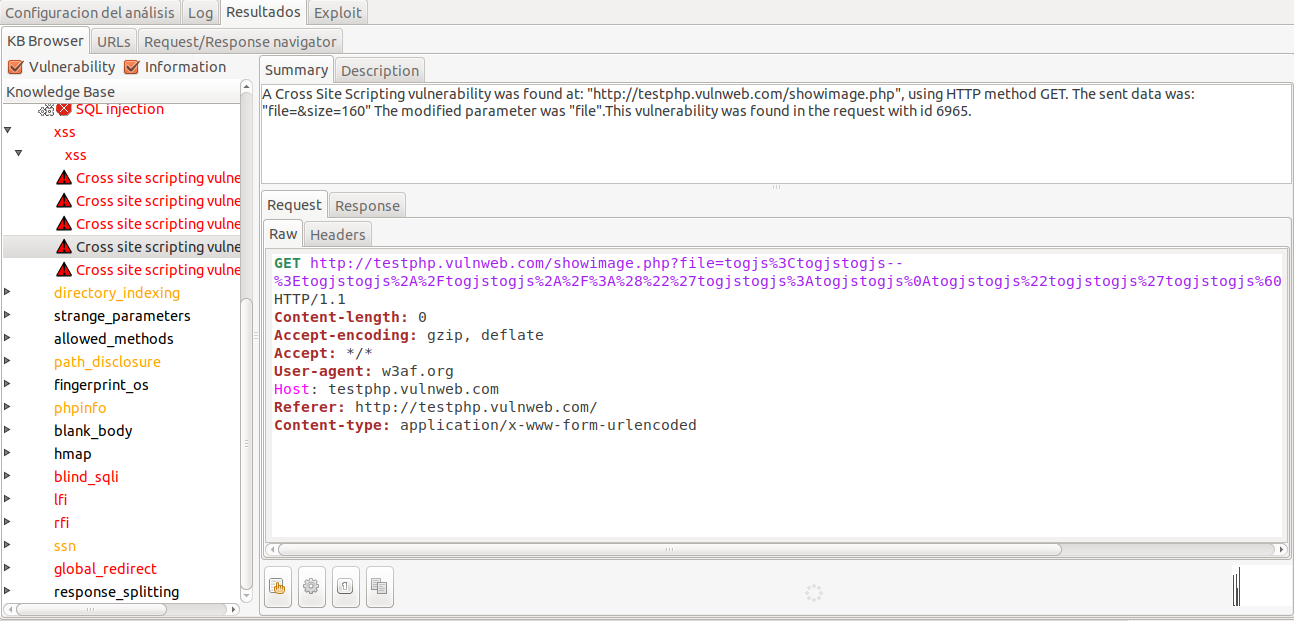 Configuracion del análisis Log Resultados Exploit
KB Browser URLs Request/Response navigator
Vulnerability Information
Knowledge Base
SQL injection
xss
xss
Cross site scripting vulne
Cross site scripting vulne
Cross site scripting vulne
Cross site scripting vulne
Cross site scripting vulne
directory_indexing
strange_parameters
allowed_methods
path_disclosure
fingerprint_os
phpinfo
blank_body
hmap
blind_sqli
lfi
rfi
ssn
global_redirect
response_splitting
Summary Description
A Cross Site Scripting vulnerability was found at: "http://testphp.vulnweb.com/showimage.php", using HTTP method GET. The sent data was:
"file=&size=160" The modified parameter was "file".This vulnerability was found in the request with id 6965.
Request Response
Raw Headers
GET http://testphp.vulnweb.com/showimage.php?file=togjs%3Ctogjstogjs--
%3Etogjstogjs%2A%2Ftogjstogjs%2A%2F%3A%28%22%27togjstogjs%3Atogjstogjs%0Atogjstogjs%22togjstogjs%27togjstogjs%60
HTTP/1.1
Content-length: 0
Accept-encoding: gzip, deflate
Accept: */*
User-agent: w3af.org
Host: testphp.vulnweb.com
Referer: http://testphp.vulnweb.com/
Content-type: application/x-www-form-urlencoded